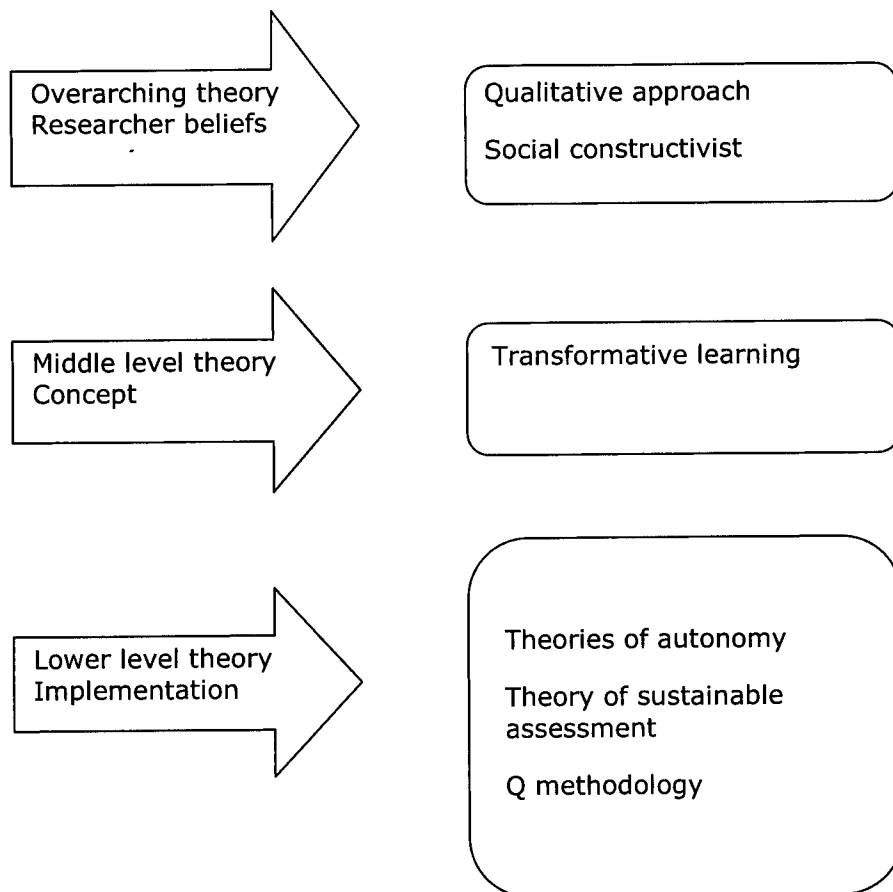 Overarching theory
Researcher beliefs
Qualitative approach
Social constructivist
Middle level theory
Concept
Transformative learning
Lower level theory
Implementation
Theories of autonomy
Theory of sustainable
assessment
Q methodology